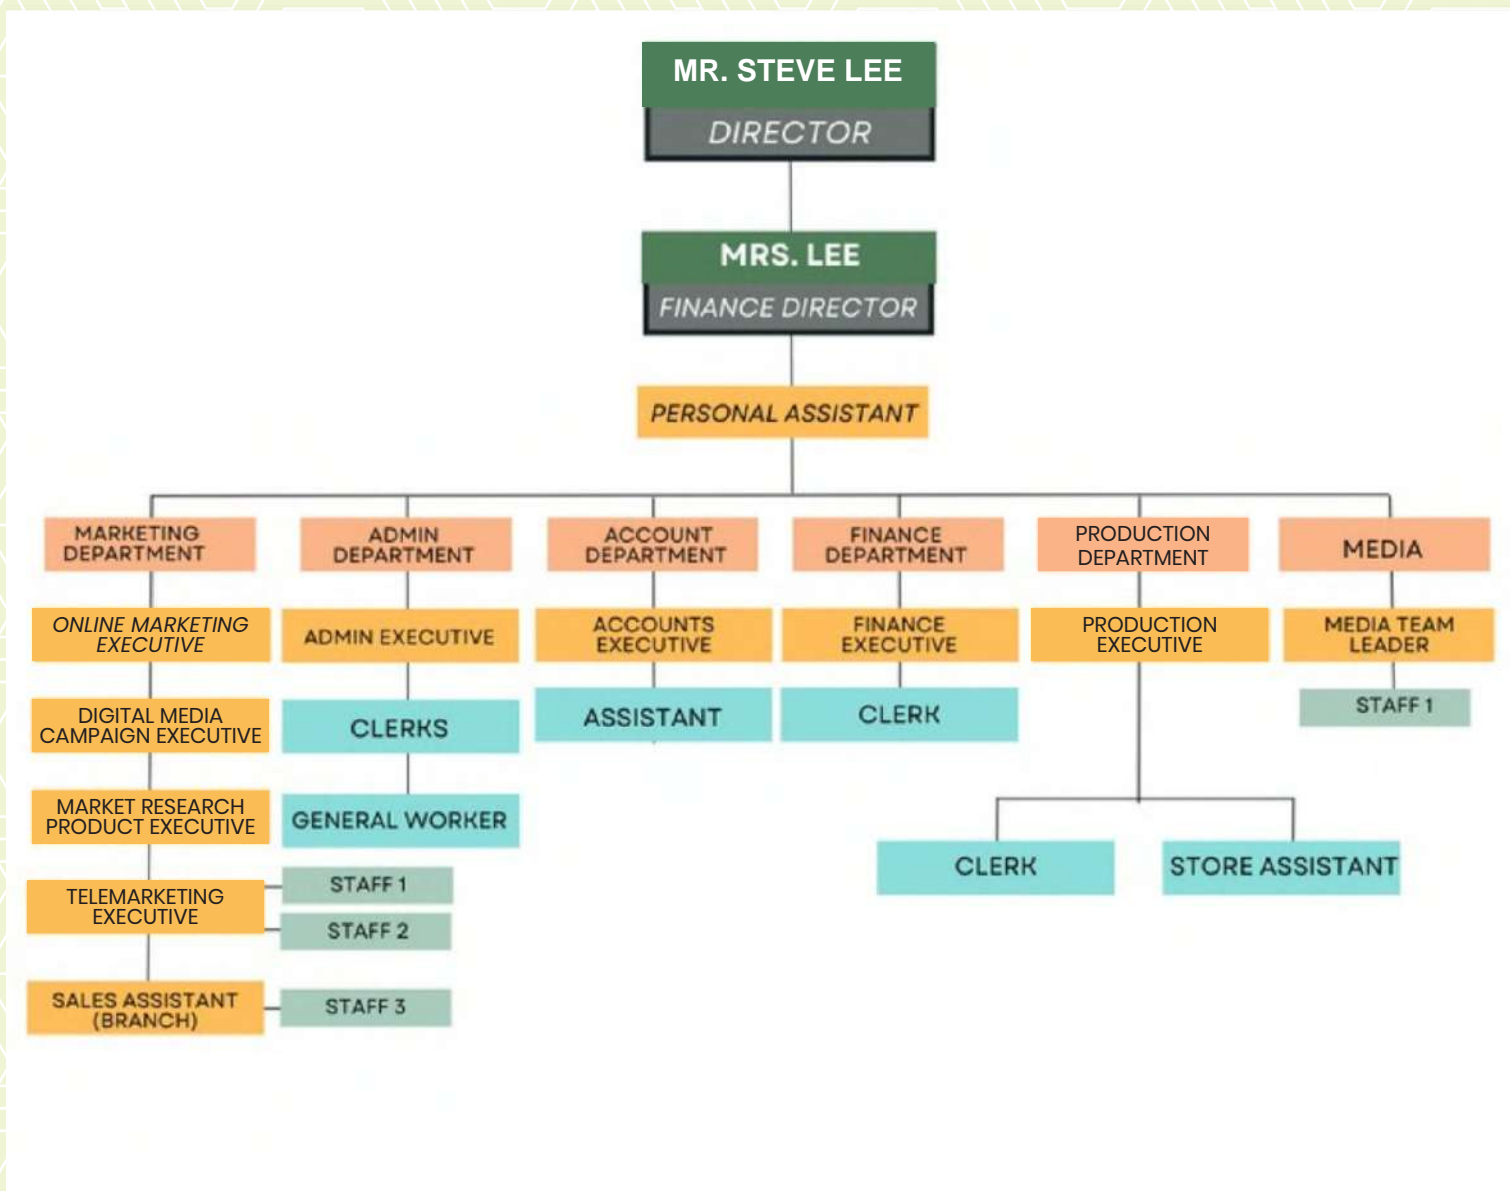 MR. STEVE LEE
DIRECTOR
MRS. LEE
FINANCE DIRECTOR
PERSONAL ASSISTANT
MARKETING
DEPARTMENT
ADMIN
DEPARTMENT
ACCOUNT
DEPARTMENT
FINANCE
DEPARTMENT
PRODUCTION
DEPARTMENT
MEDIA
ONLINE MARKETING
EXECUTIVE
ADMIN EXECUTIVE
ACCOUNTS
EXECUTIVE
FINANCE
EXECUTIVE
PRODUCTION
EXECUTIVE
MEDIA TEAM
LEADER
DIGITAL MEDIA
CAMPAIGN EXECUTIVE
CLERKS
ASSISTANT
CLERK
STAFF 1
MARKET RESEARCH
PRODUCT EXECUTIVE
GENERAL WORKER
CLERK
STORE ASSISTANT
TELEMARKETING
EXECUTIVE
STAFF 1
STAFF 2
SALES ASSISTANT
(BRANCH)
STAFF 3